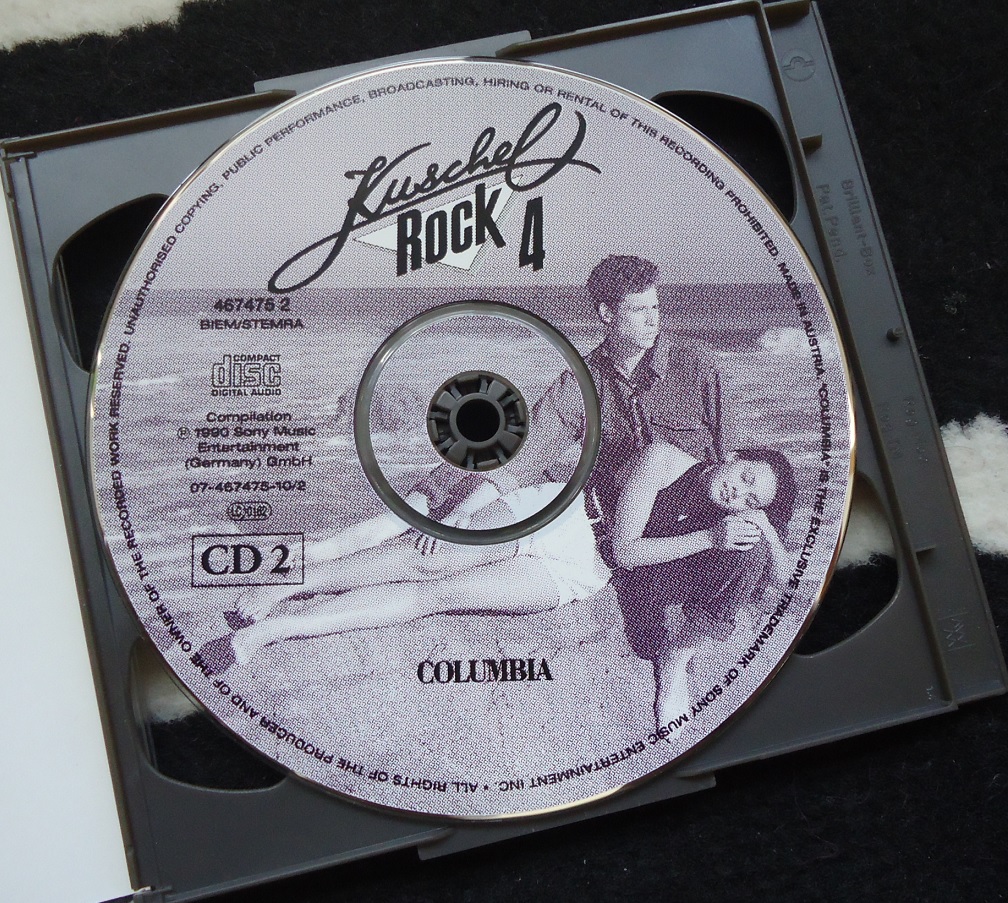 UNAUTHORISED COPYING, PUBLIC PERFORMANCE, BROADCASTING, HIRING OR RENTAL OF THIS RECORDING PROHIBITED. MADE IN AUSTRIA. "COLUMBIA" IS THE EXCLUSIVE TRADEMARK OF SONY MUSIC ENTERTAINMENT INC. • ALL RIGHTS OF THE PRODUCER AND OF THE OWNER OF THE RECORDED WORK RESERVED.
Kuschel
ROCK 4
467475 2
BIEM/STEMRA
COMPACT
disc
DIGITAL AUDIO
Compilation
℗ 1990 Sony Music
Entertainment
(Germany) GmbH
07-467475-10/2
CD 2
COLUMBIA
Brilliant-Box
Pat. Pend.